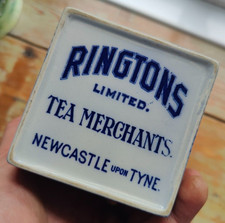 RINGTONS
LIMITED.
TEA MERCHANTS.
NEWCASTLE UPON TYNE.